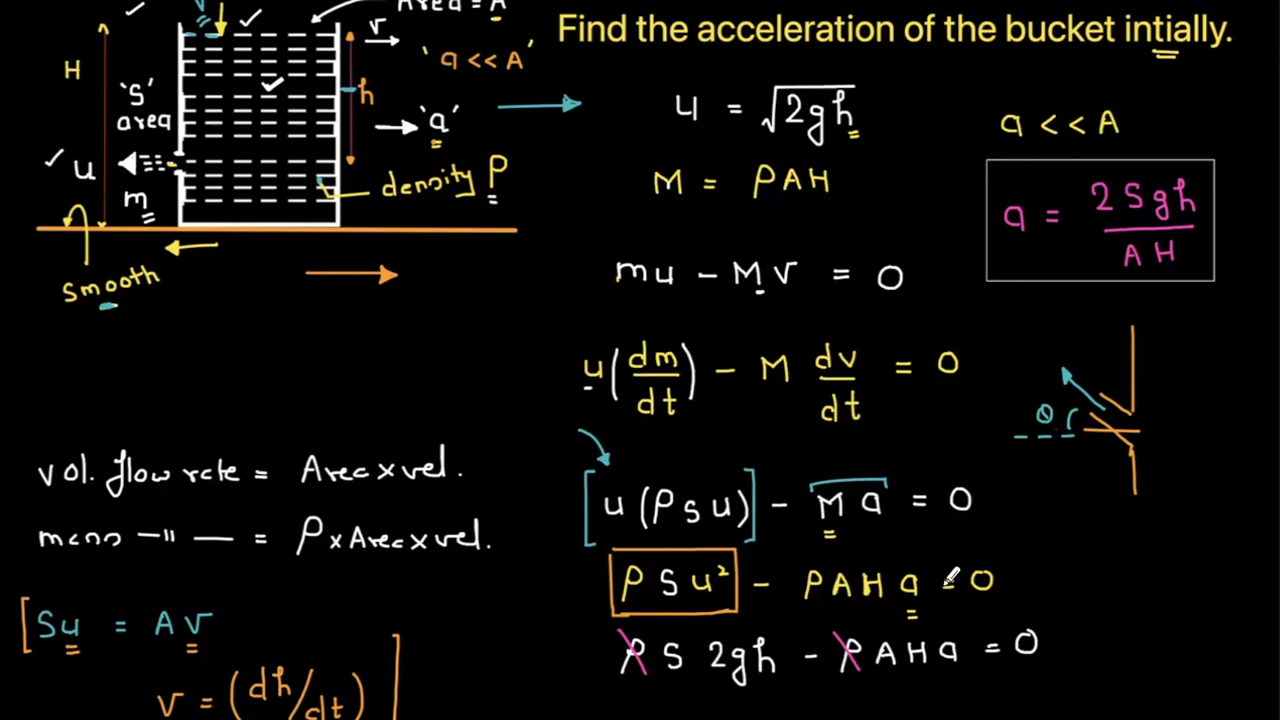 Area = A
Find the acceleration of the bucket intially.
v
v
'a << A'
H
h
'S'
area
'a'
u = √2gh
a << A
u
density ρ
M = ρAH
a = 2Sgh / AH
m
smooth
mu - Mv = 0
u (dm/dt) - M dv/dt = 0
θ
vol. flow rate = Area x vel.
[u (ρSu)] - Ma = 0
mass -"- = ρ x Area x vel.
ρSu² - ρAHa = 0
[Su = Av
ρS 2gh - ρAHa = 0
v = (dh/dt)]